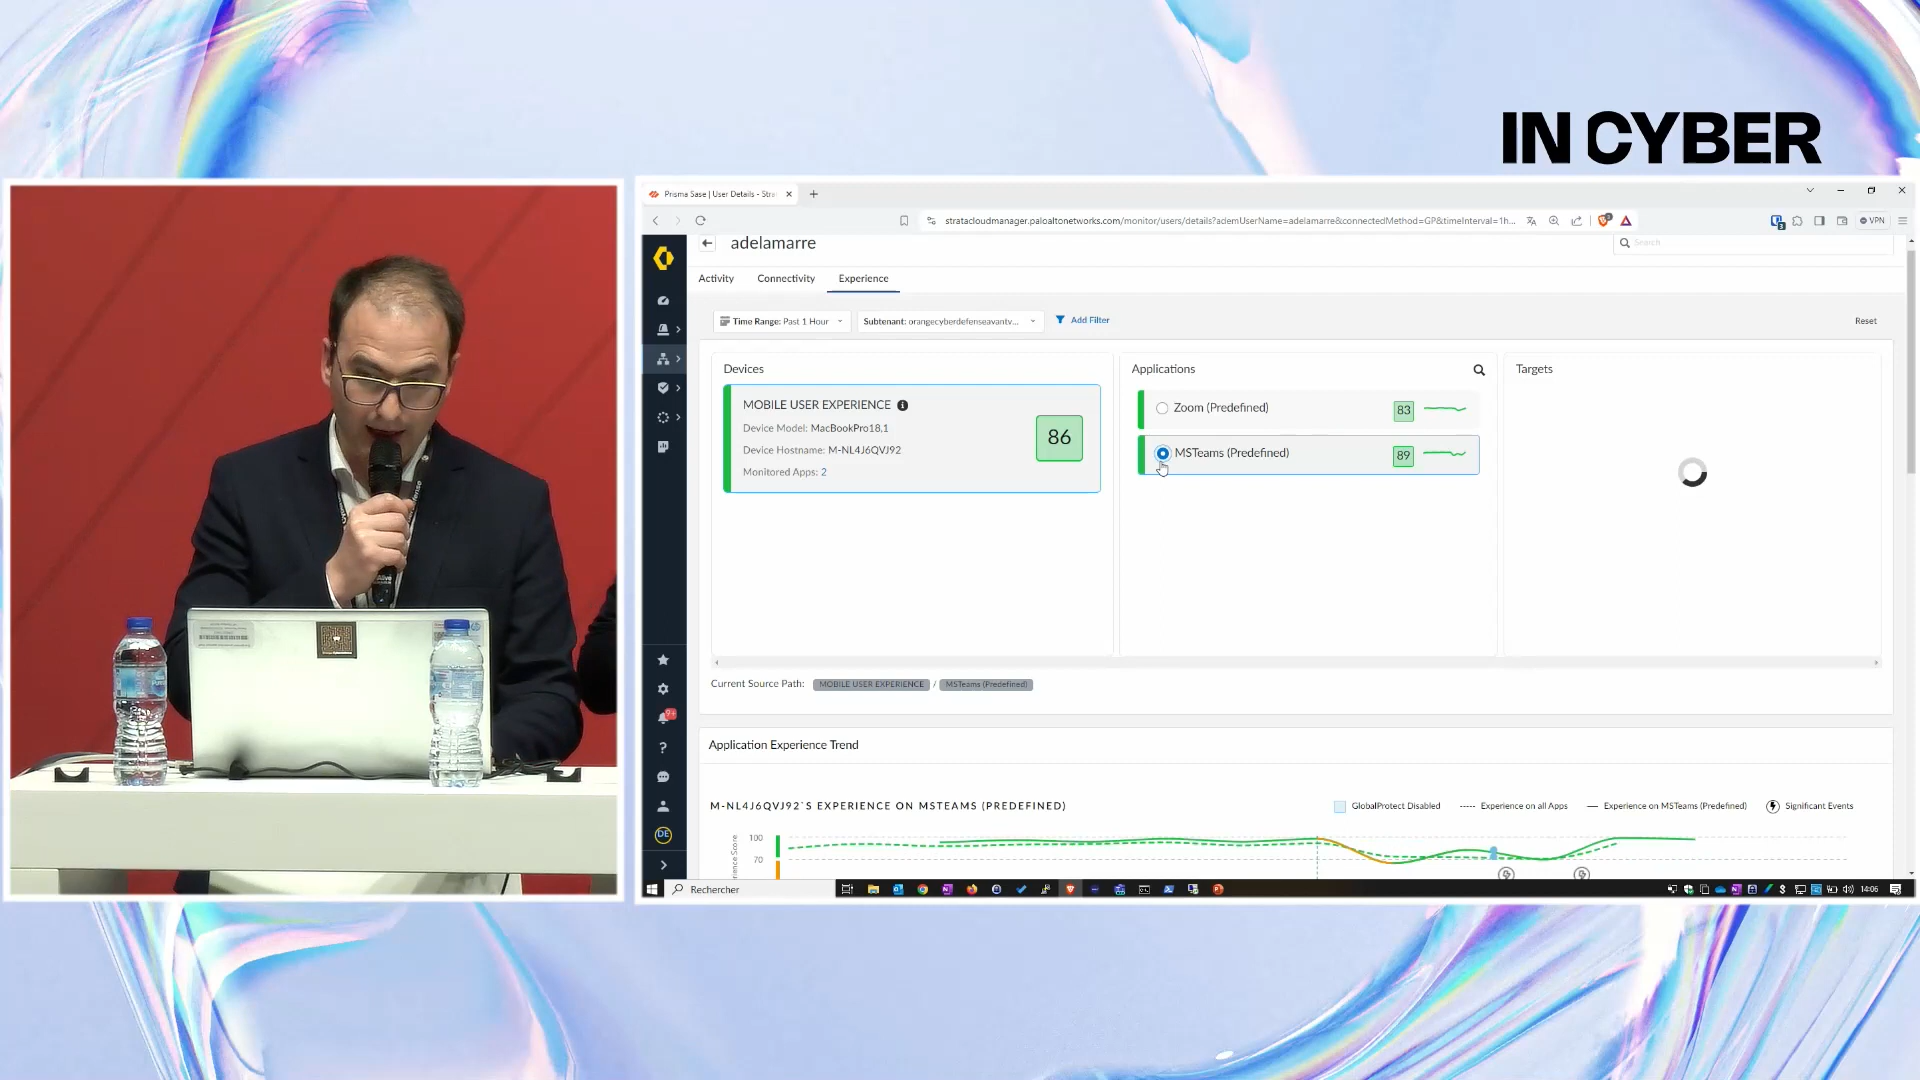 IN CYBER
Prisma Sase | User Details - Stra
stratacloudmanager.paloaltonetworks.com/monitor/users/details?ademUserName=adelamarre&connectedMethod=GP&timeInterval=1h...
VPN
adelamarre
Search
Activity
Connectivity
Experience
Time Range: Past 1 Hour
Subtenant: orangecyberdefenseavantv...
Add Filter
Reset
Devices
MOBILE USER EXPERIENCE
Device Model: MacBookPro18,1
Device Hostname: M-NL4J6QVJ92
Monitored Apps: 2
86
Applications
Zoom (Predefined)
83
MSTeams (Predefined)
89
Targets
Current Source Path: MOBILE USER EXPERIENCE / MSTeams (Predefined)
Application Experience Trend
M-NL4J6QVJ92`S EXPERIENCE ON MSTEAMS (PREDEFINED)
GlobalProtect Disabled
Experience on all Apps
Experience on MSTeams (Predefined)
Significant Events
100
70
9+
DE
Rechercher
14:06